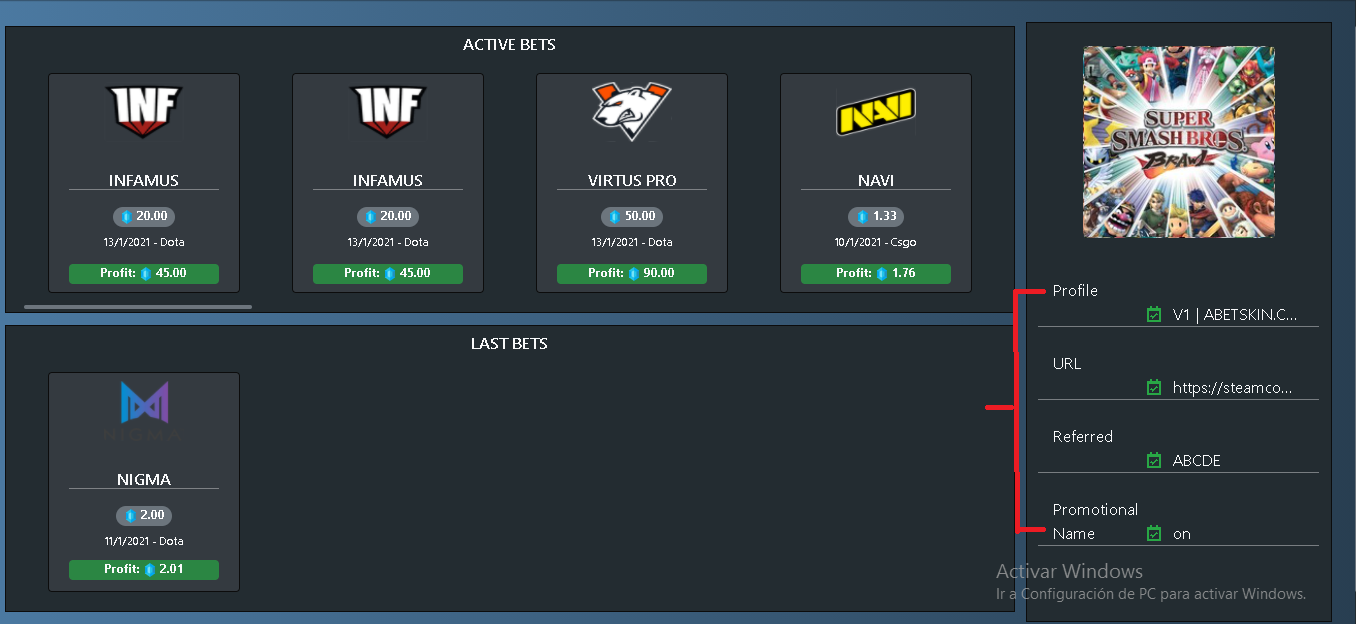 ACTIVE BETS
INF
INFAMUS
20.00
13/1/2021 - Dota
Profit: 45.00
INF
INFAMUS
20.00
13/1/2021 - Dota
Profit: 45.00
VIRTUS PRO
50.00
13/1/2021 - Dota
Profit: 90.00
NAVI
NAVI
1.33
10/1/2021 - Csgo
Profit: 1.76
LAST BETS
NIGMA
NIGMA
2.00
11/1/2021 - Dota
Profit: 2.01
SUPER
SMASH BROS.
BRAWL
Profile
V1 | ABETSKIN.C...
URL
https://steamco...
Referred
ABCDE
Promotional
Name on
Activar Windows
Ir a Configuración de PC para activar Windows.